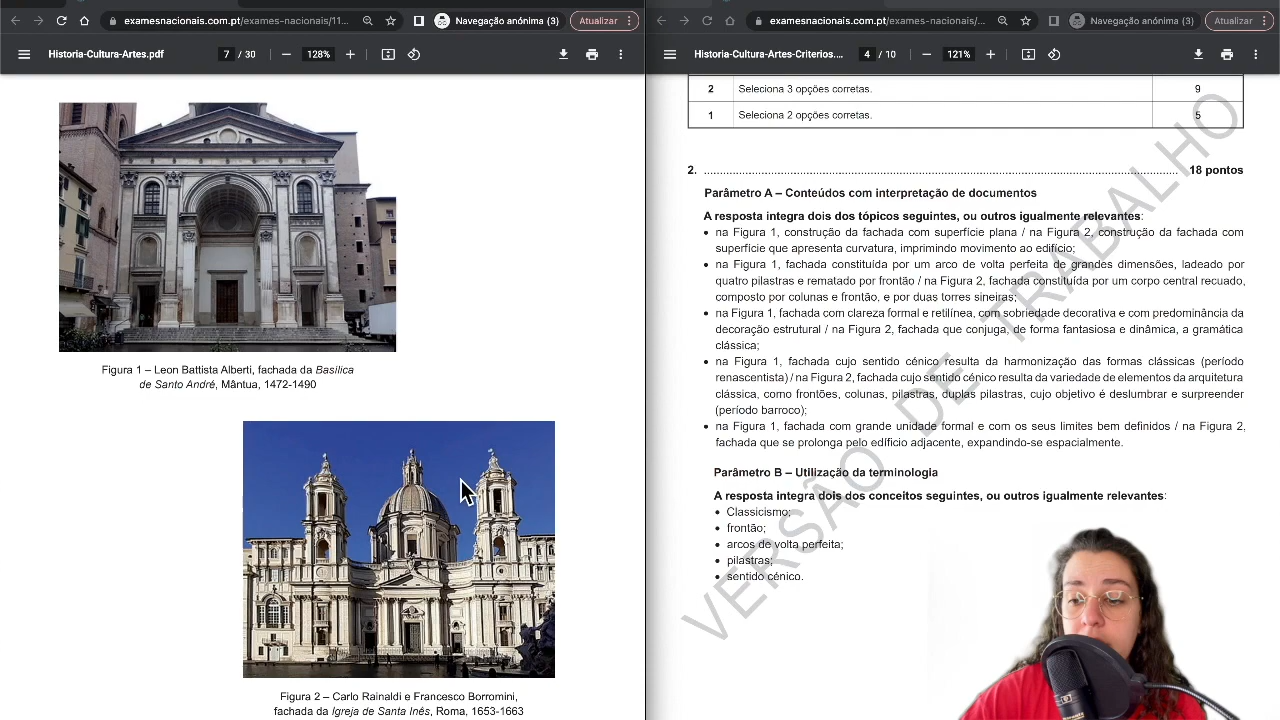 examesnacionais.com.pt/exames-nacionais/11...
Navegação anónima (3)
Atualizar
Historia-Cultura-Artes.pdf
7 / 30
128%
Figura 1 – Leon Battista Alberti, fachada da Basílica
de Santo André, Mântua, 1472-1490
Figura 2 – Carlo Rainaldi e Francesco Borromini,
fachada da Igreja de Santa Inês, Roma, 1653-1663
examesnacionais.com.pt/exames-nacionais/...
Navegação anónima (3)
Atualizar
Historia-Cultura-Artes-Criterios....
4 / 10
121%
2 Seleciona 3 opções corretas. 9
1 Seleciona 2 opções corretas. 5
2. ........................................ 18 pontos
Parâmetro A – Conteúdos com interpretação de documentos
A resposta integra dois dos tópicos seguintes, ou outros igualmente relevantes:
• na Figura 1, construção da fachada com superfície plana / na Figura 2, construção da fachada com
superfície que apresenta curvatura, imprimindo movimento ao edifício;
• na Figura 1, fachada constituída por um arco de volta perfeita de grandes dimensões, ladeado por
quatro pilastras e rematado por frontão / na Figura 2, fachada constituída por um corpo central recuado,
composto por colunas e frontão, e por duas torres sineiras;
• na Figura 1, fachada com clareza formal e retilínea, com sobriedade decorativa e com predominância da
decoração estrutural / na Figura 2, fachada que conjuga, de forma fantasiosa e dinâmica, a gramática
clássica;
• na Figura 1, fachada cujo sentido cénico resulta da harmonização das formas clássicas (período
renascentista) / na Figura 2, fachada cujo sentido cénico resulta da variedade de elementos da arquitetura
clássica, como frontões, colunas, pilastras, duplas pilastras, cujo objetivo é deslumbrar e surpreender
(período barroco);
• na Figura 1, fachada com grande unidade formal e com os seus limites bem definidos / na Figura 2,
fachada que se prolonga pelo edifício adjacente, expandindo-se espacialmente.
Parâmetro B – Utilização da terminologia
A resposta integra dois dos conceitos seguintes, ou outros igualmente relevantes:
• Classicismo;
• frontão;
• arcos de volta perfeita;
• pilastras;
• sentido cénico.
VERSÃO DE TRABALHO